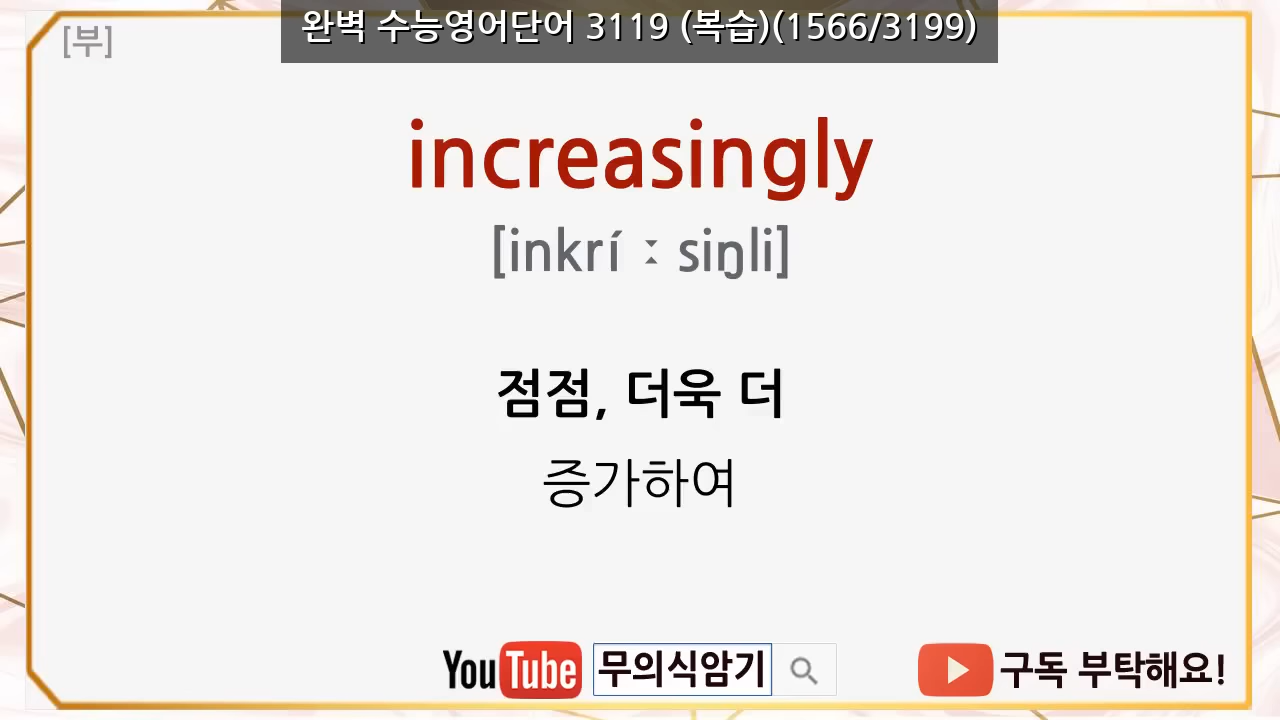 완벽 수능영어단어 3119 (복습)(1566/3199)
[부]
increasingly
[inkríːsiŋli]
점점, 더욱 더
증가하여
YouTube 무의식암기 구독 부탁해요!